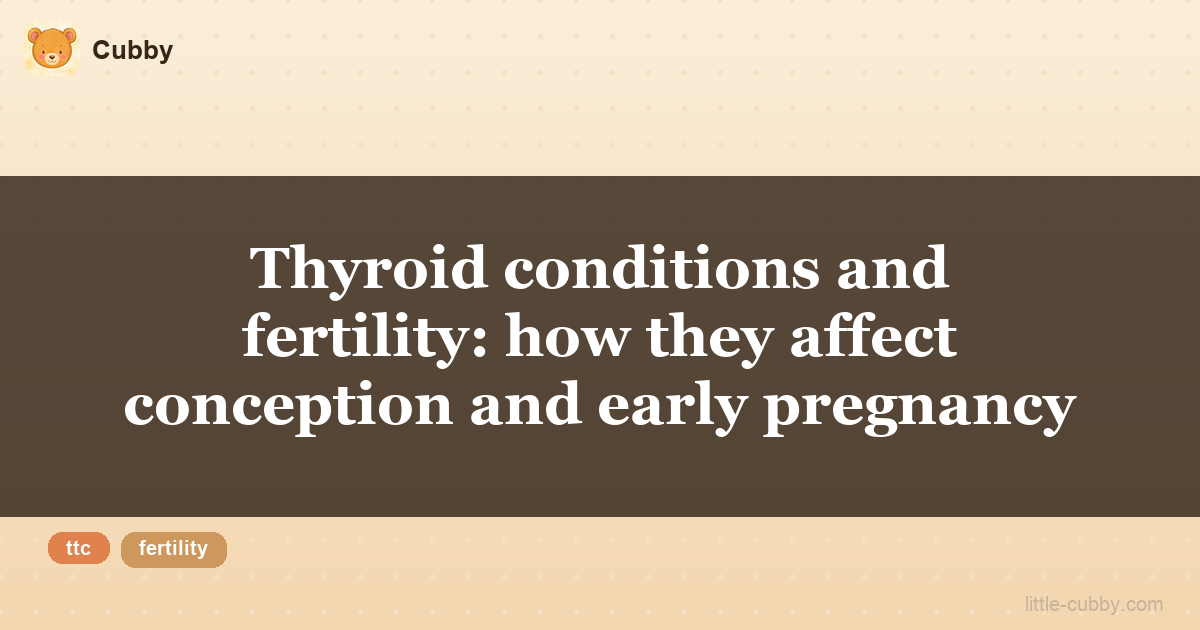 Cubby
Thyroid conditions and
fertility: how they affect
conception and early pregnancy
ttc
fertility
little-cubby.com